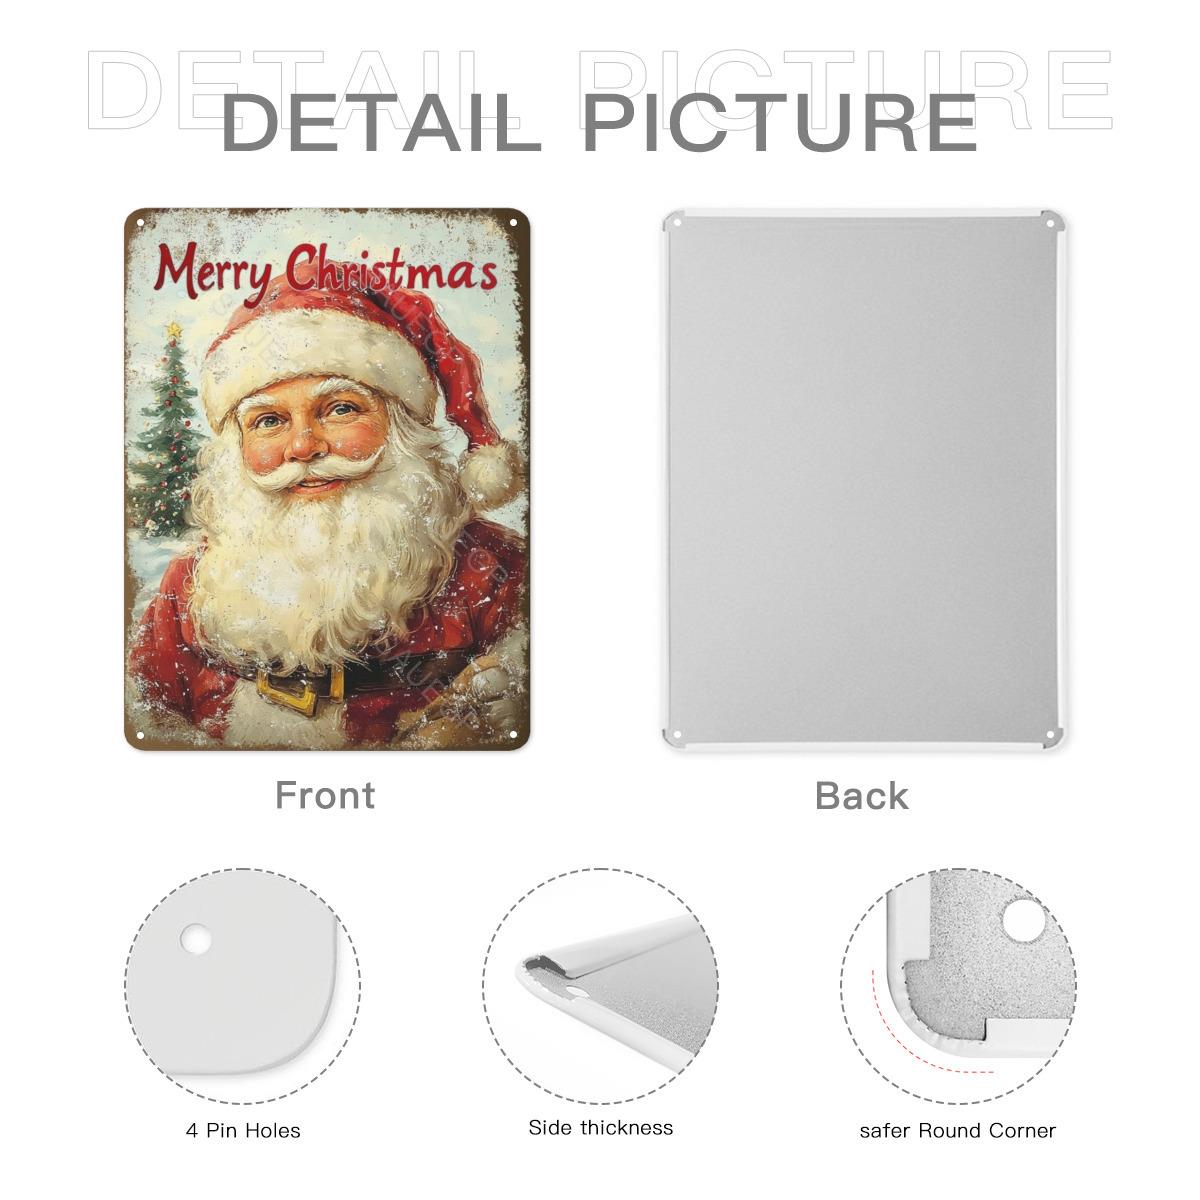 DETAIL PICTURE
DETAIL PICTURE
Merry Christmas
Front
Back
4 Pin Holes
Side thickness
safer Round Corner